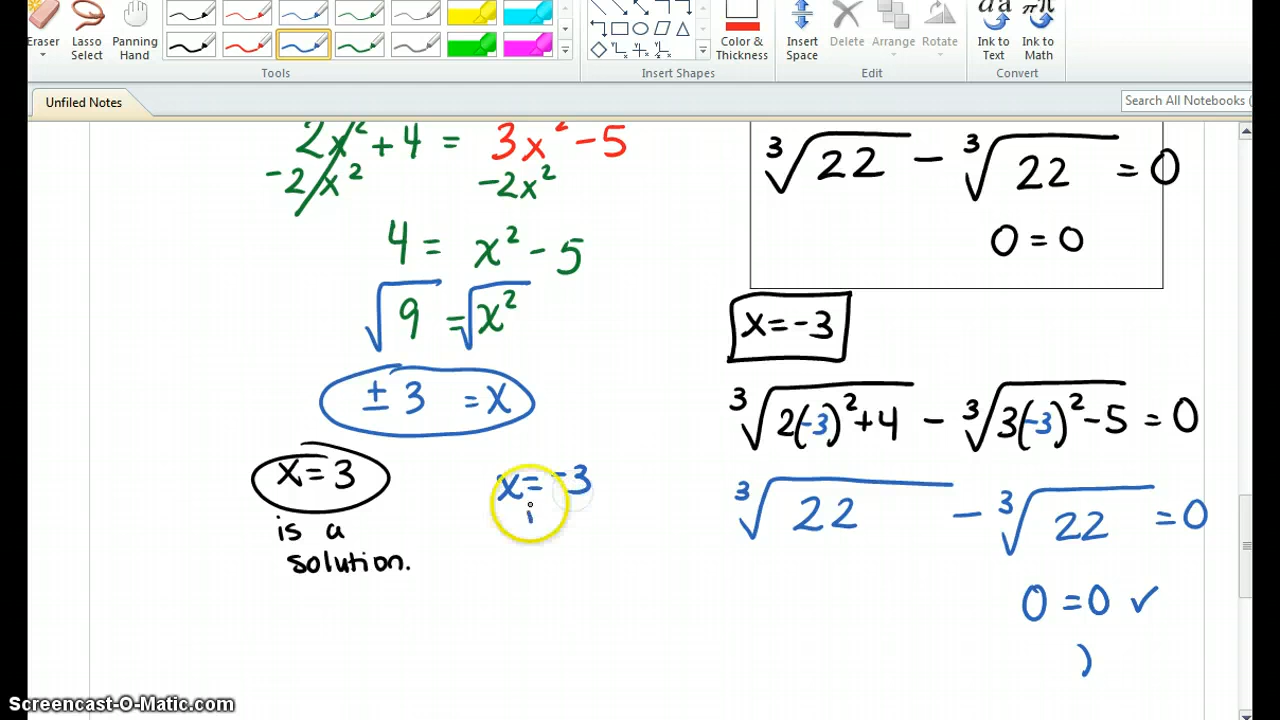 Eraser
Lasso Select
Panning Hand
Tools
Insert Shapes
Color & Thickness
Insert Space
Delete
Arrange
Rotate
Edit
Ink to Text
Ink to Math
Convert
Unfiled Notes
Search All Notebooks (
2x² + 4 = 3x² - 5
-2x² -2x²
4 = x² - 5
√9 = √x²
± 3 = x
x = 3
is a
solution.
x = -3
∛22 - ∛22 = 0
0 = 0
x = -3
∛2(-3)²+4 - ∛3(-3)²-5 = 0
∛22 - ∛22 = 0
0 = 0 ✓
)
Screencast-O-Matic.com